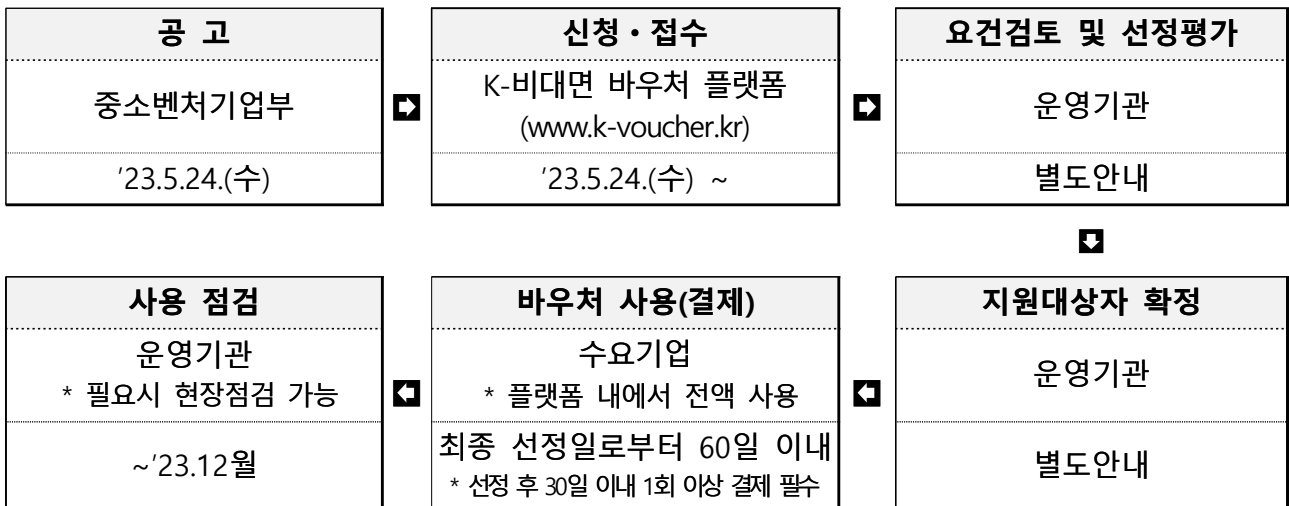 공 고
중소벤처기업부
'23.5.24.(수)
신청·접수
K-비대면 바우처 플랫폼
(www.k-voucher.kr)
'23.5.24.(수) ~
요건검토 및 선정평가
운영기관
별도안내
지원대상자 확정
운영기관
별도안내
바우처 사용(결제)
수요기업
* 플랫폼 내에서 전액 사용
최종 선정일로부터 60일 이내
* 선정 후 30일 이내 1회 이상 결제 필수
사용 점검
운영기관
* 필요시 현장점검 가능
~'23.12월